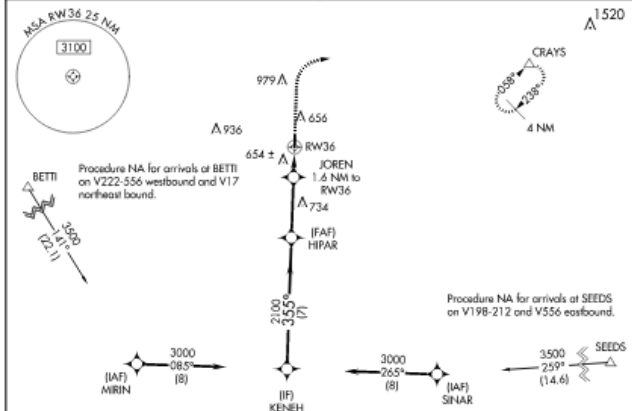 MSA RW36 25 NM
3100
1520
CRAYS
058°
238°
4 NM
979
656
936
RW36
654 ±
JOREN
1.6 NM to
RW36
Procedure NA for arrivals at BETTI
on V222-556 westbound and V17
northeast bound.
BETTI
3500
141°
(22.1)
734
(FAF)
HIPAR
2100
355°
(7)
Procedure NA for arrivals at SEEDS
on V198-212 and V556 eastbound.
SEEDS
3500
259°
(14.6)
3000
085°
(8)
(IAF)
MIRIN
(IF)
KENEH
3000
265°
(8)
(IAF)
SINAR